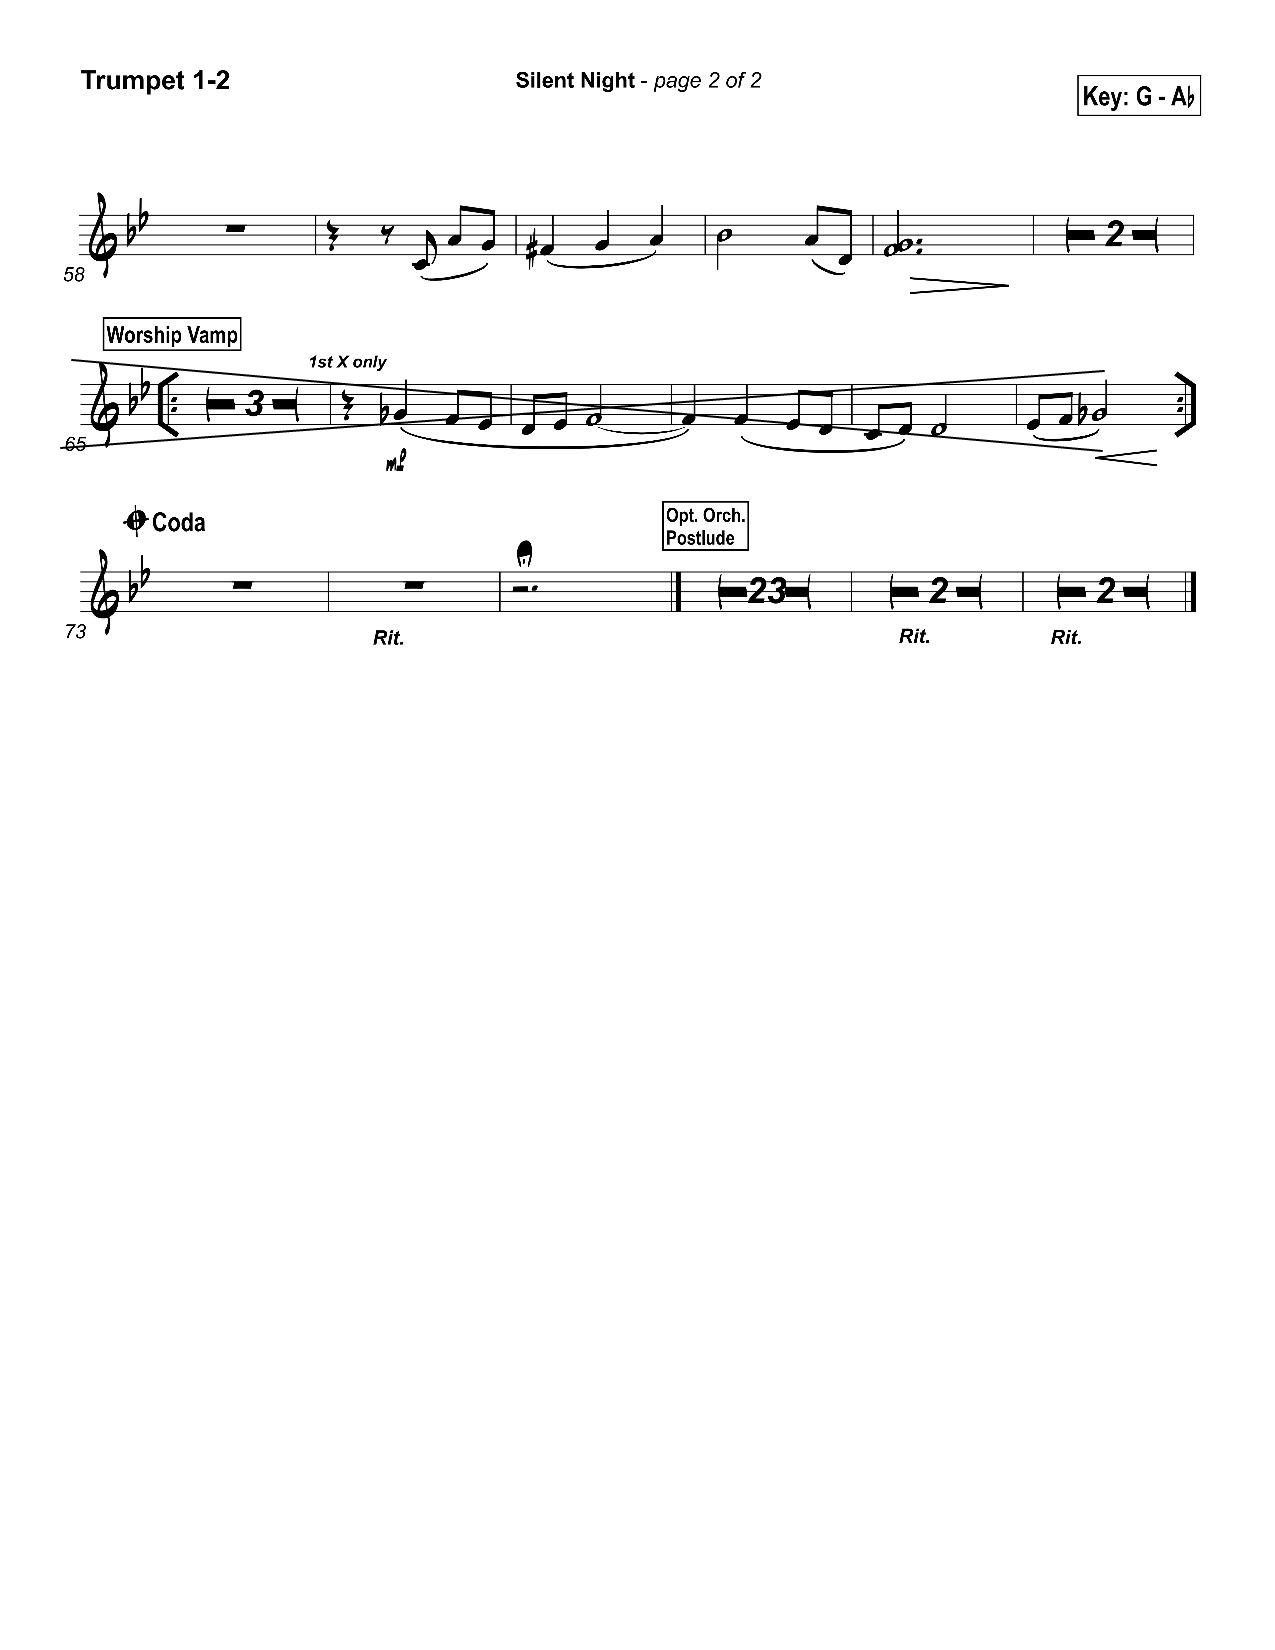 Trumpet 1-2
Silent Night - page 2 of 2
Key: G - A♭
2
58
Worship Vamp
1st X only
3
65
mf
Coda
Opt. Orch.
Postlude
23
2
2
73
Rit.
Rit.
Rit.